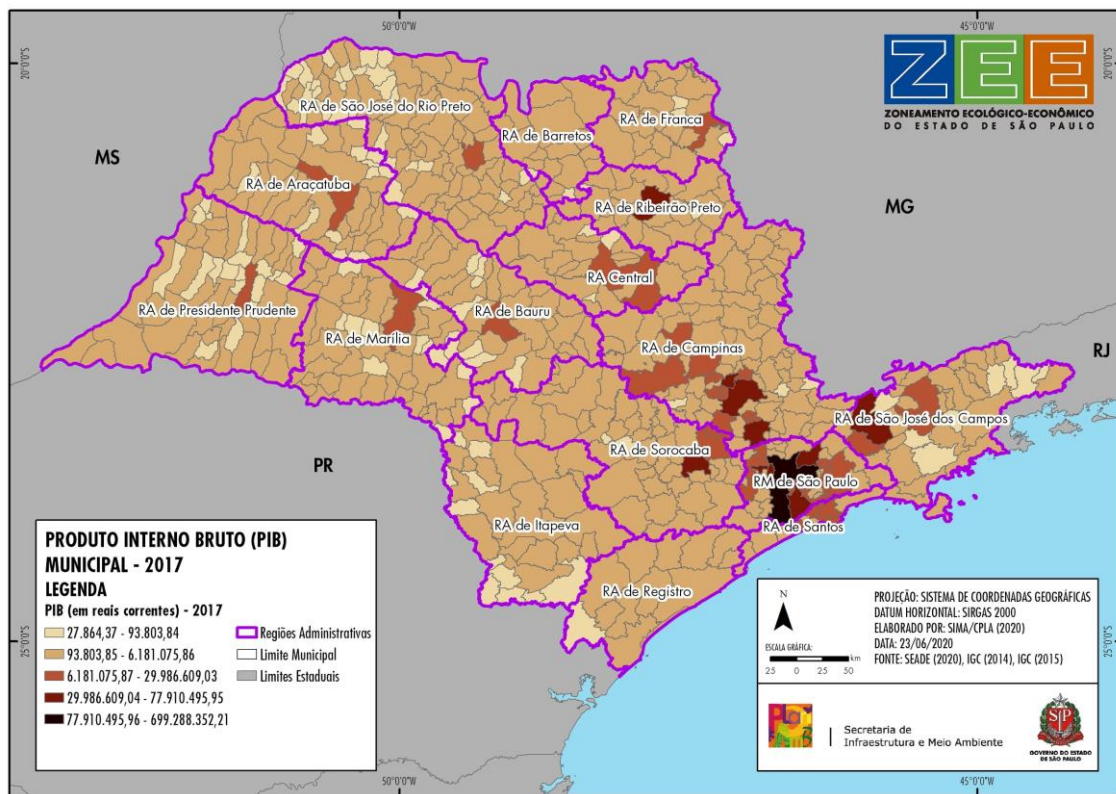 50°0'0"W
45°0'0"W
20°0'0"S
20°0'0"S
ZEE
ZONEAMENTO ECOLÓGICO-ECONÔMICO
DO ESTADO DE SÃO PAULO
RA de São José do Rio Preto
RA de Barretos
RA de Franca
MS
RA de Araçatuba
RA de Ribeirão Preto
MG
RA Central
RA de Presidente Prudente
RA de Bauru
RA de Marília
RA de Campinas
RJ
RA de São José dos Campos
RA de Sorocaba
PR
RM de São Paulo
RA de Itapeva
RA de Santos
RA de Registro
PRODUTO INTERNO BRUTO (PIB)
MUNICIPAL - 2017
LEGENDA
PIB (em reais correntes) - 2017
27.864,37 - 93.803,84
93.803,85 - 6.181.075,86
6.181.075,87 - 29.986.609,03
29.986.609,04 - 77.910.495,95
77.910.495,96 - 699.288.352,21
Regiões Administrativas
Limite Municipal
Limites Estaduais
N
ESCALA GRÁFICA:
km
25 0 25 50
PROJEÇÃO: SISTEMA DE COORDENADAS GEOGRÁFICAS
DATUM HORIZONTAL: SIRGAS 2000
ELABORADO POR: SIMA/CPLA (2020)
DATA: 23/06/2020
FONTE: SEADE (2020), IGC (2014), IGC (2015)
25°0'0"S
25°0'0"S
Secretaria de
Infraestrutura e Meio Ambiente
SP
GOVERNO DO ESTADO
DE SÃO PAULO
50°0'0"W
45°0'0"W